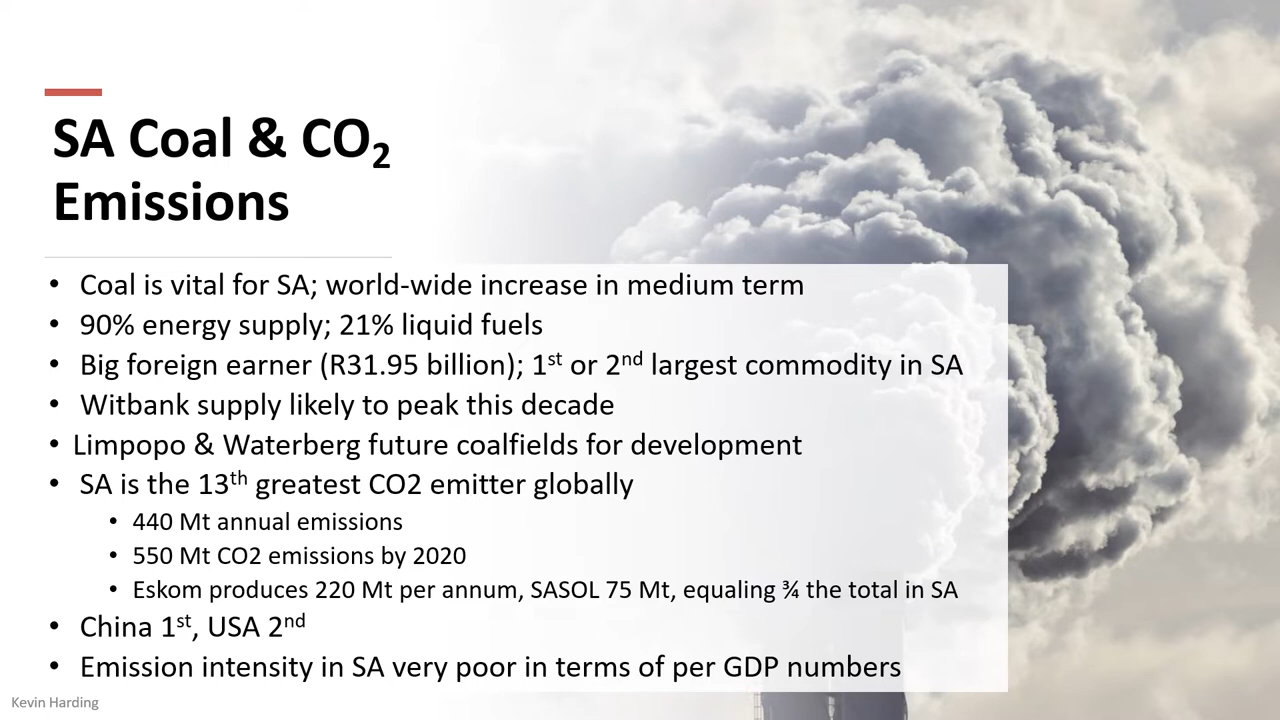 SA Coal & CO₂
Emissions
• Coal is vital for SA; world-wide increase in medium term
• 90% energy supply; 21% liquid fuels
• Big foreign earner (R31.95 billion); 1st or 2nd largest commodity in SA
• Witbank supply likely to peak this decade
• Limpopo & Waterberg future coalfields for development
• SA is the 13th greatest CO2 emitter globally
• 440 Mt annual emissions
• 550 Mt CO2 emissions by 2020
• Eskom produces 220 Mt per annum, SASOL 75 Mt, equaling ¾ the total in SA
• China 1st, USA 2nd
• Emission intensity in SA very poor in terms of per GDP numbers
Kevin Harding